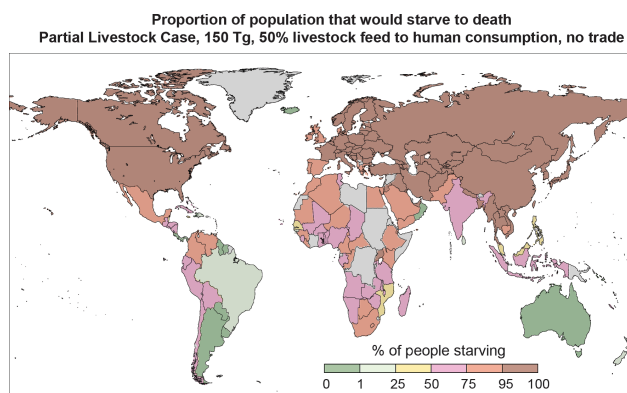 Proportion of population that would starve to death
Partial Livestock Case, 150 Tg, 50% livestock feed to human consumption, no trade
% of people starving
0 1 25 50 75 95 100